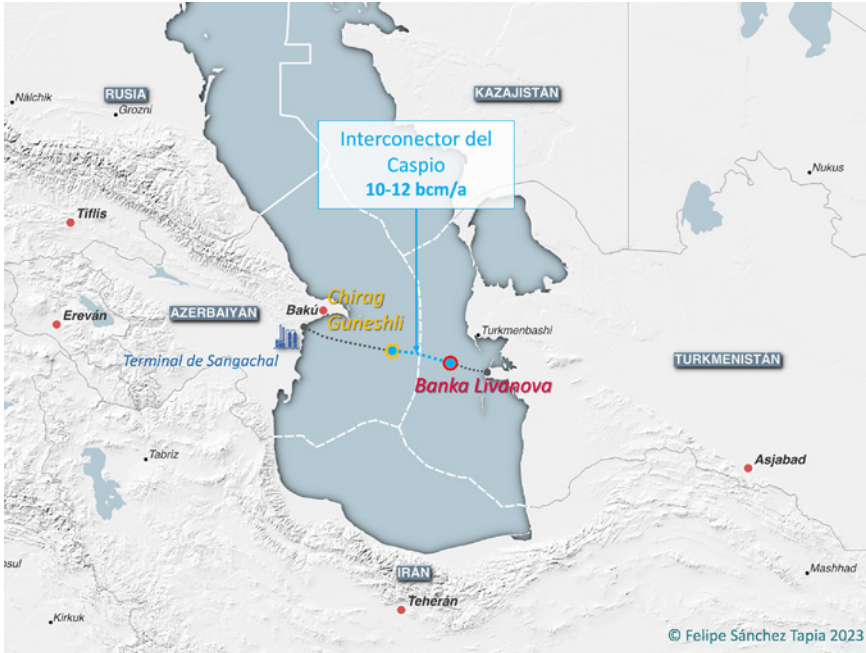 RUSIA
KAZAJISTÁN
Nálchik
Grozni
Interconector del
Caspio
10-12 bcm/a
Nukus
Tiflis
AZERBAIYÁN
Bakú
Chirag
Guneshli
Ereván
Turkmenbashi
Terminal de Sangachal
TURKMENISTÁN
Banka Livanova
Tabriz
Asjabad
IRÁN
Mashhad
osul
Teherán
Kirkuk
© Felipe Sánchez Tapia 2023